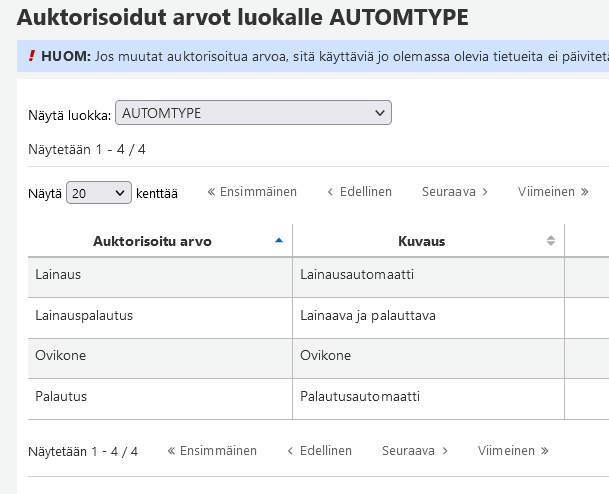 Auktorisoidut arvot luokalle AUTOMTYPE
! HUOM: Jos muutat auktorisoitua arvoa, sitä käyttäviä jo olemassa olevia tietueita ei päivitetä
Näytä luokka: AUTOMTYPE
Näytetään 1 - 4 / 4
Näytä 20 kenttää « Ensimmäinen ‹ Edellinen Seuraava › Viimeinen »
Auktorisoitu arvo Kuvaus
Lainaus Lainausautomaatti
Lainauspalautus Lainaava ja palauttava
Ovikone Ovikone
Palautus Palautusautomaatti
Näytetään 1 - 4 / 4 « Ensimmäinen ‹ Edellinen Seuraava › Viimeinen »